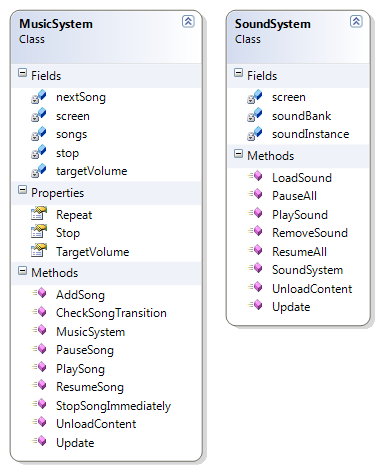 MusicSystem
Class
Fields
nextSong
screen
songs
stop
targetVolume
Properties
Repeat
Stop
TargetVolume
Methods
AddSong
CheckSongTransition
MusicSystem
PauseSong
PlaySong
ResumeSong
StopSongImmediately
UnloadContent
Update
SoundSystem
Class
Fields
screen
soundBank
soundInstance
Methods
LoadSound
PauseAll
PlaySound
RemoveSound
ResumeAll
SoundSystem
UnloadContent
Update